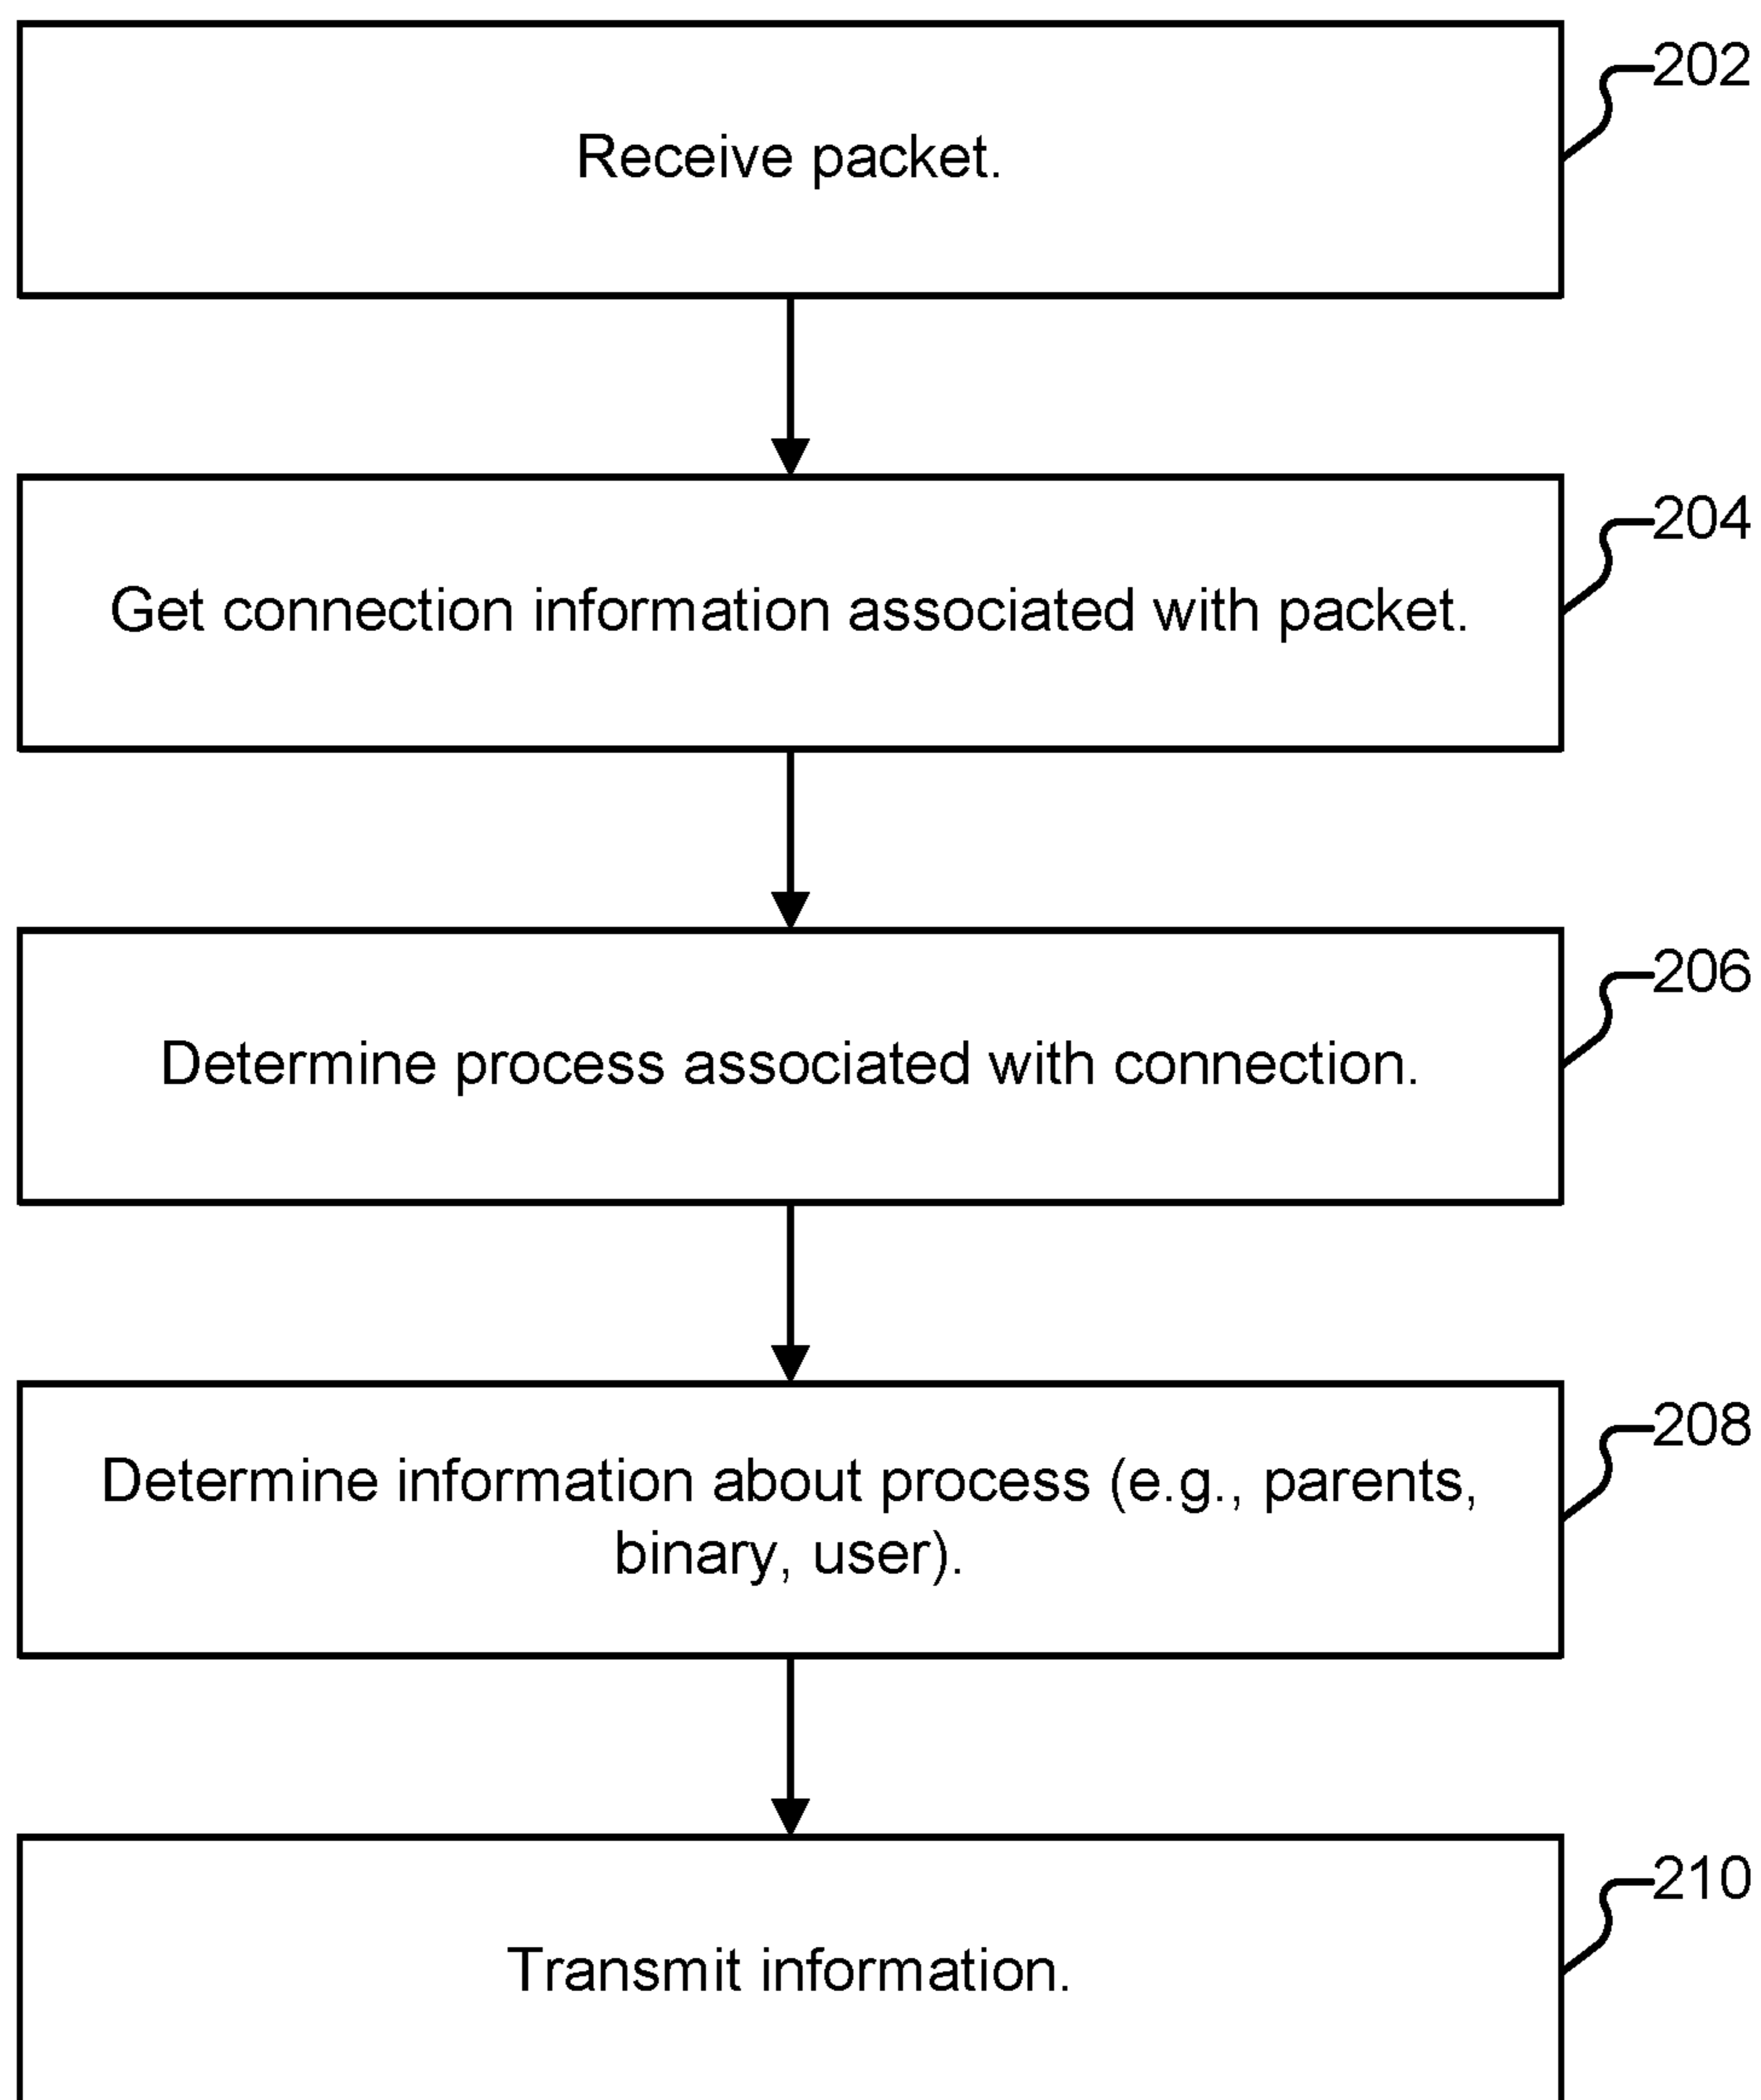 202
Receive packet.
204
Get connection information associated with packet.
206
Determine process associated with connection.
208
Determine information about process (e.g., parents,
binary, user).
210
Transmit information.